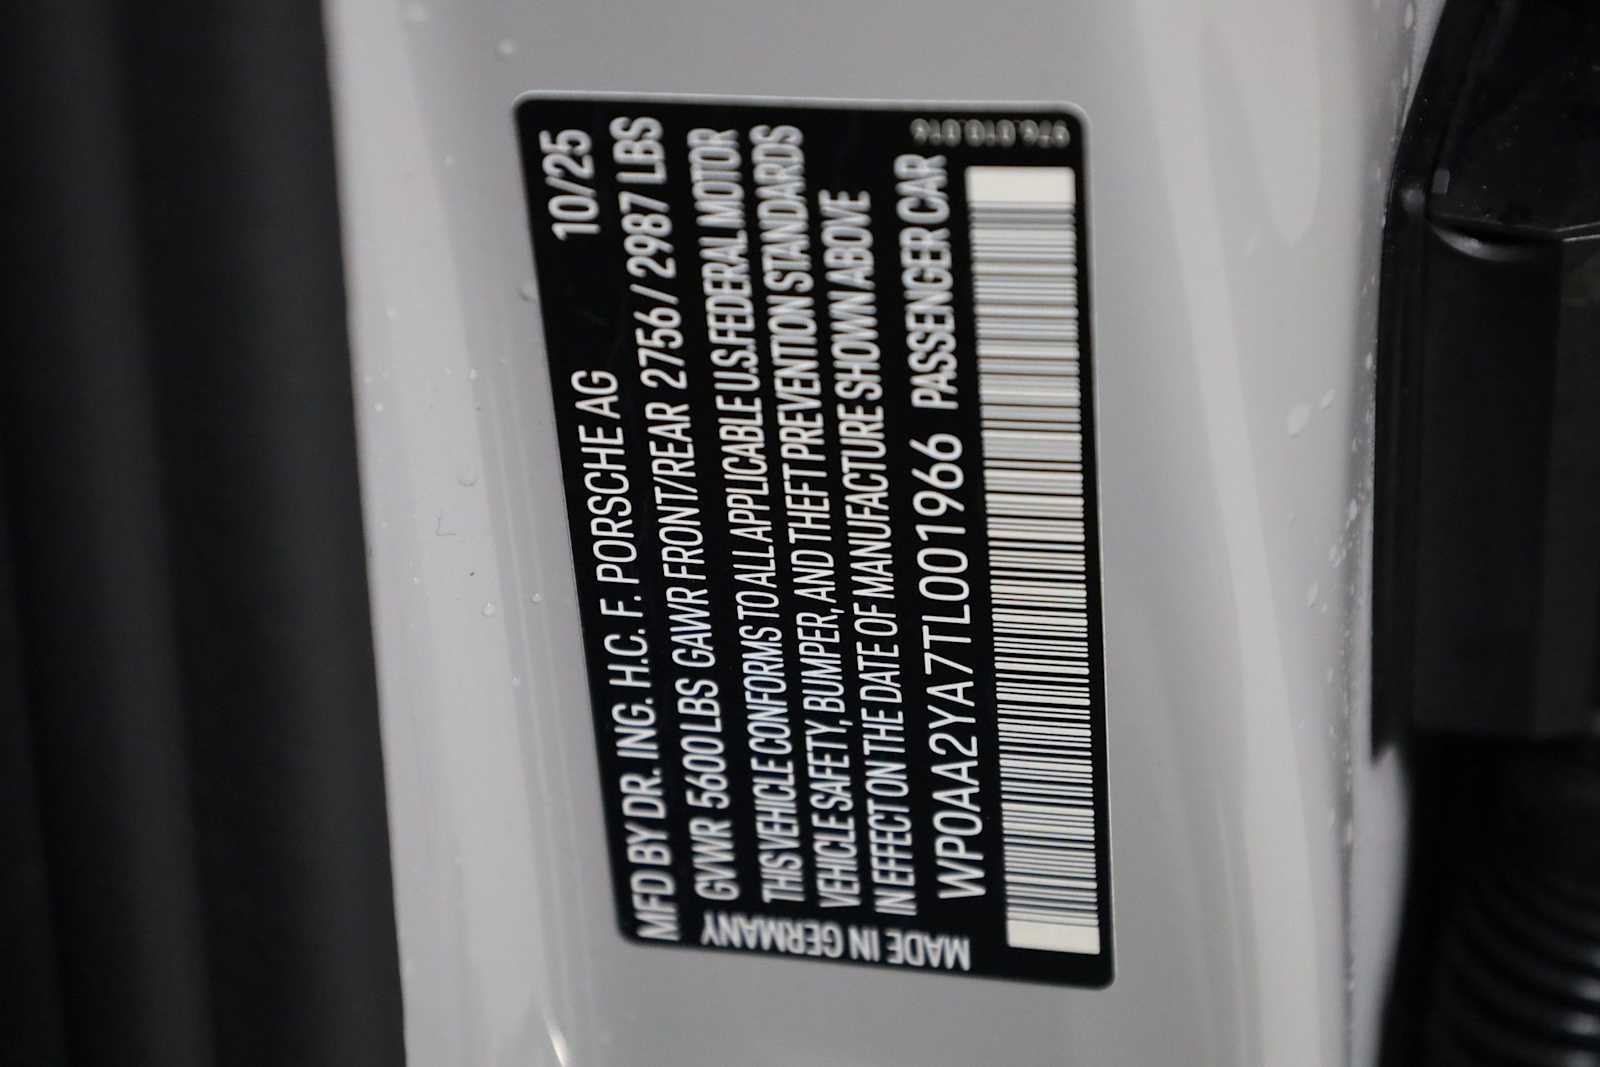 MFD BY DR. ING. H.C. F. PORSCHE AG 10/25
GVWR 5600 LBS GAWR FRONT/REAR 2756 / 2987 LBS
THIS VEHICLE CONFORMS TO ALL APPLICABLE U.S. FEDERAL MOTOR
VEHICLE SAFETY, BUMPER, AND THEFT PREVENTION STANDARDS
IN EFFECT ON THE DATE OF MANUFACTURE SHOWN ABOVE
WP0AA2YA7TL001966 PASSENGER CAR
MADE IN GERMANY